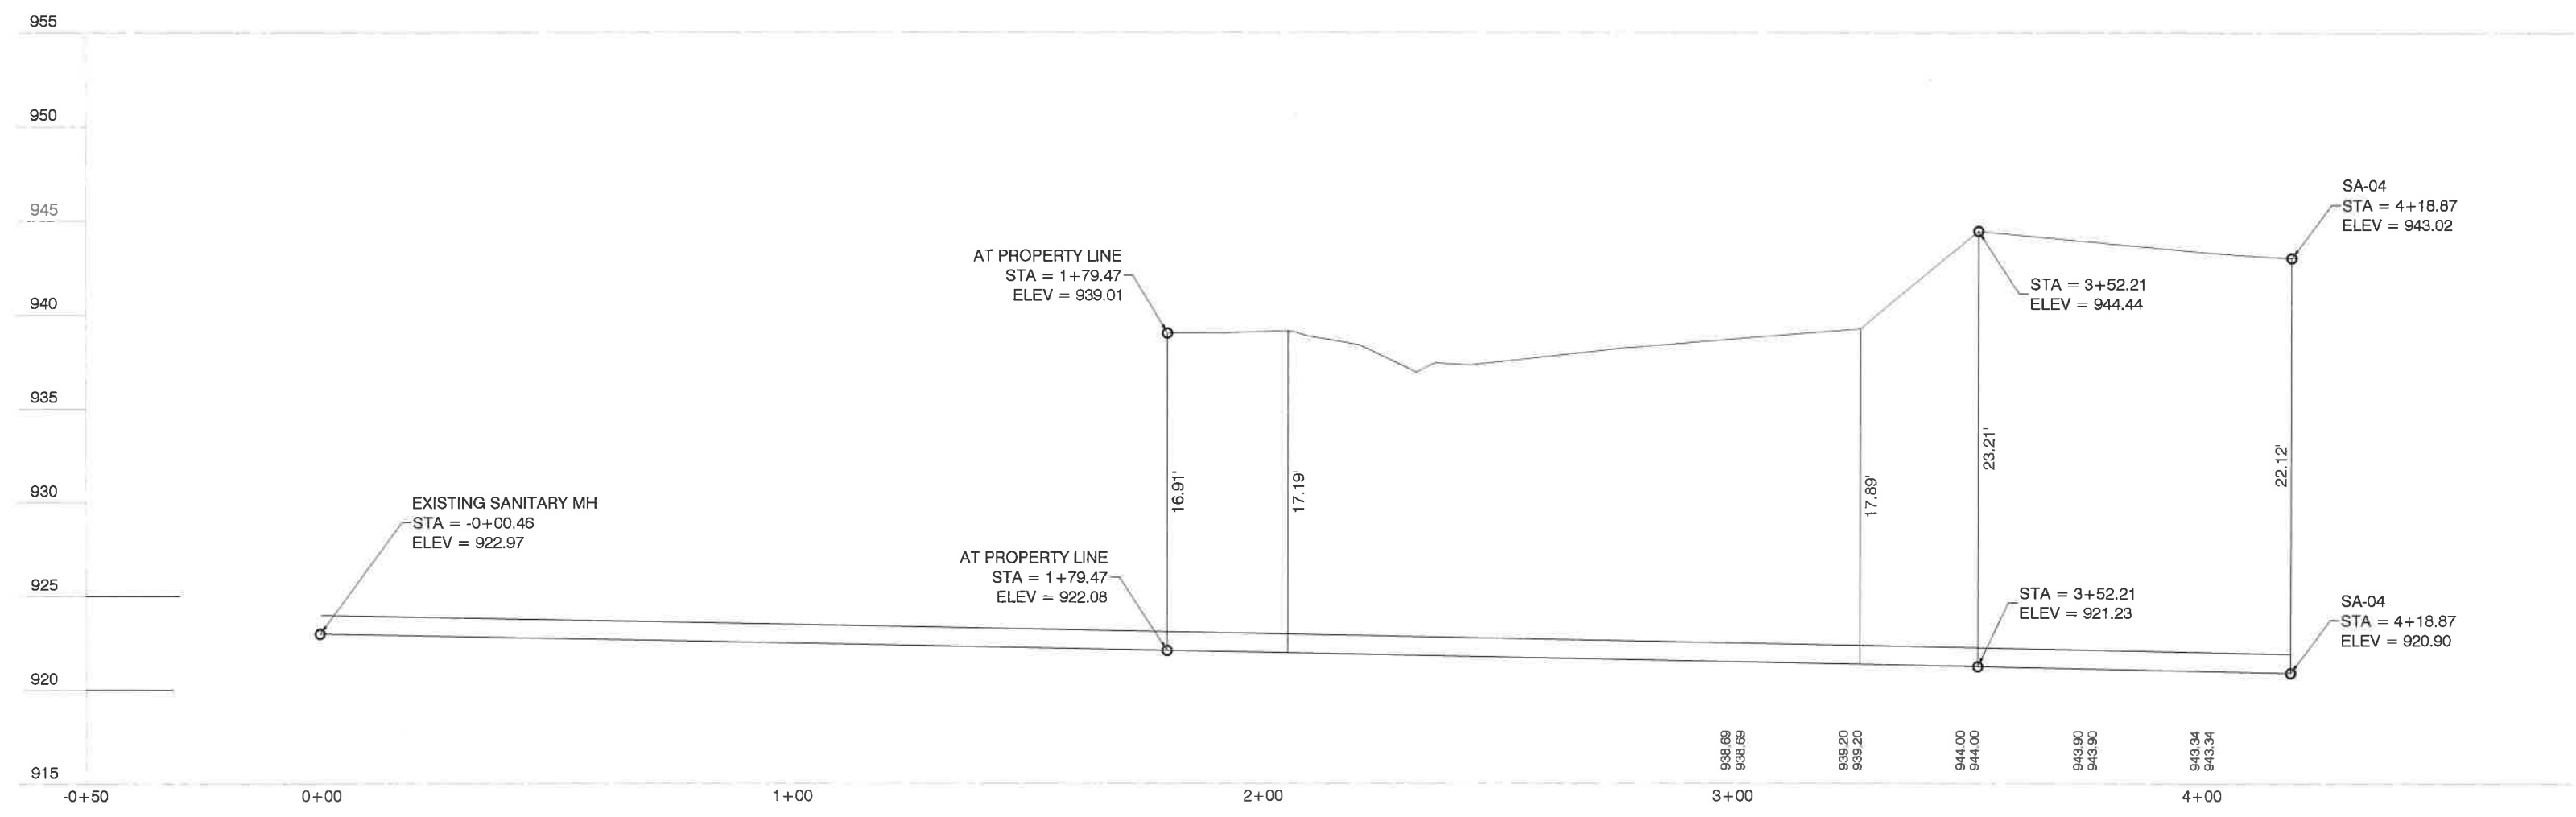 955
950
945
940
935
930
925
920
915
EXISTING SANITARY MH
STA = -0+00.46
ELEV = 922.97
AT PROPERTY LINE
STA = 1+79.47
ELEV = 939.01
AT PROPERTY LINE
STA = 1+79.47
ELEV = 922.08
16.91'
17.19'
17.89'
23.21'
22.12'
STA = 3+52.21
ELEV = 944.44
STA = 3+52.21
ELEV = 921.23
SA-04
STA = 4+18.87
ELEV = 943.02
SA-04
STA = 4+18.87
ELEV = 920.90
938.69
938.69
939.20
939.20
944.00
944.00
943.90
943.90
943.34
943.34
-0+50
0+00
1+00
2+00
3+00
4+00